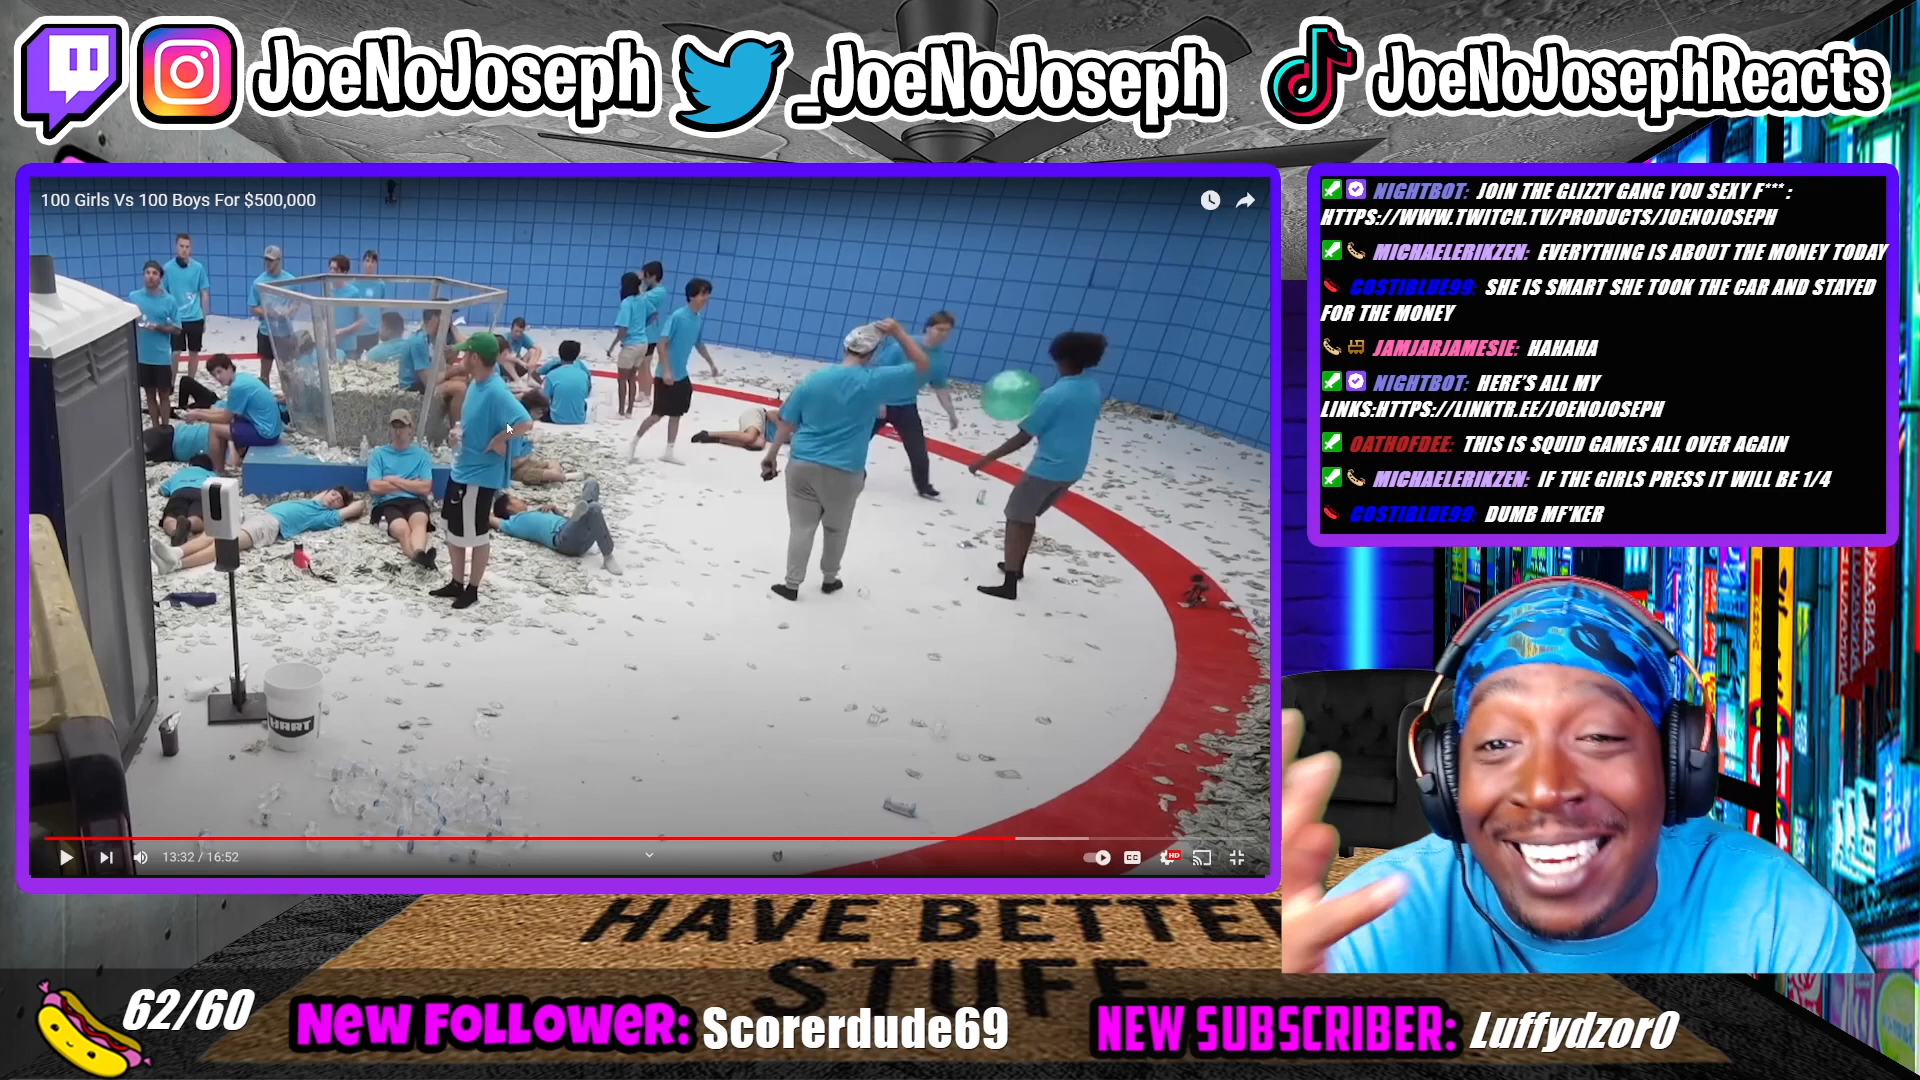 JoeNoJoseph
_JoeNoJoseph
JoeNoJosephReacts
100 Girls Vs 100 Boys For $500,000
NIGHTBOT: JOIN THE GLIZZY GANG YOU SEXY F*** :
HTTPS://WWW.TWITCH.TV/PRODUCTS/JOENOJOSEPH
MICHAELERIKZEN: EVERYTHING IS ABOUT THE MONEY TODAY
COSTIBLUE99: SHE IS SMART SHE TOOK THE CAR AND STAYED
FOR THE MONEY
JAMJARJAMESIE: HAHAHA
NIGHTBOT: HERE'S ALL MY
LINKS:HTTPS://LINKTR.EE/JOENOJOSEPH
OATHOFDEE: THIS IS SQUID GAMES ALL OVER AGAIN
MICHAELERIKZEN: IF THE GIRLS PRESS IT WILL BE 1/4
COSTIBLUE99: DUMB MF'KER
HART
13:32 / 16:52
CC
HD
HAVE BETTE
STUFF
62/60
NEW FOLLOWER: Scorerdude69
NEW SUBSCRIBER: Luffydzor0